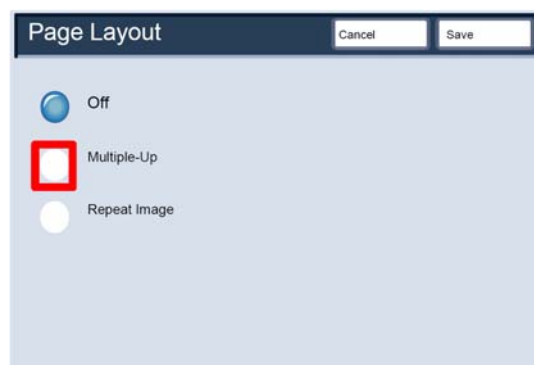 Page Layout
Cancel
Save
Off
Multiple-Up
Repeat Image